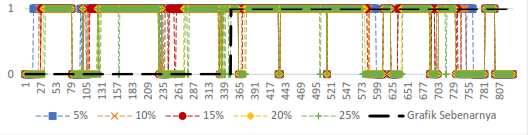 1
0
1 27 53 79 105 131 157 183 209 235 261 287 313 339 365 391 417 443 469 495 521 547 573 599 625 651 677 703 729 755 781 807
5% 10% 15% 20% 25% Grafik Sebenarnya